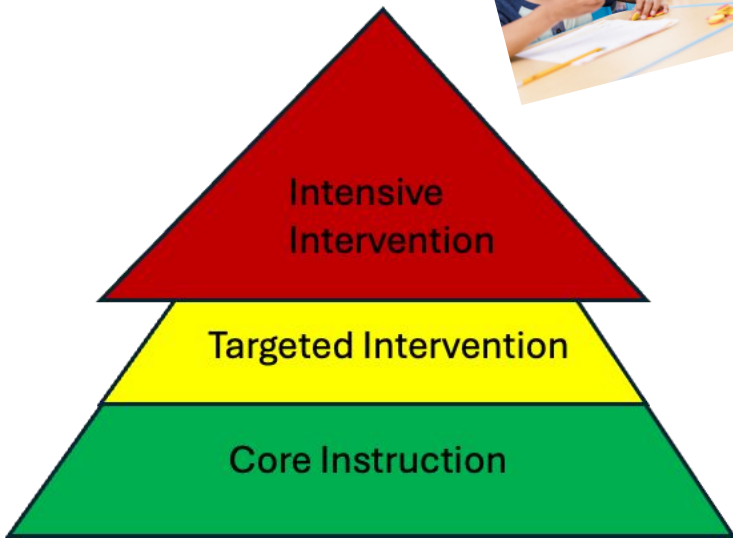 Intensive
Intervention
Targeted Intervention
Core Instruction